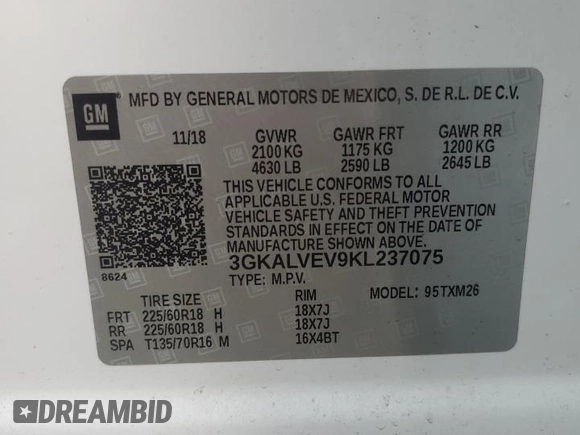 GM
MFD BY GENERAL MOTORS DE MEXICO, S. DE R.L. DE C.V.
11/18 GVWR GAWR FRT GAWR RR
2100 KG 1175 KG 1200 KG
4630 LB 2590 LB 2645 LB
THIS VEHICLE CONFORMS TO ALL
APPLICABLE U.S. FEDERAL MOTOR
VEHICLE SAFETY AND THEFT PREVENTION
STANDARDS IN EFFECT ON THE DATE OF
MANUFACTURE SHOWN ABOVE.
3GKALVEV9KL237075
8624
TYPE: M.P.V. MODEL: 95TXM26
TIRE SIZE RIM
FRT 225/60R18 H 18X7J
RR 225/60R18 H 18X7J
SPA T135/70R16 M 16X4BT
DREAMBID